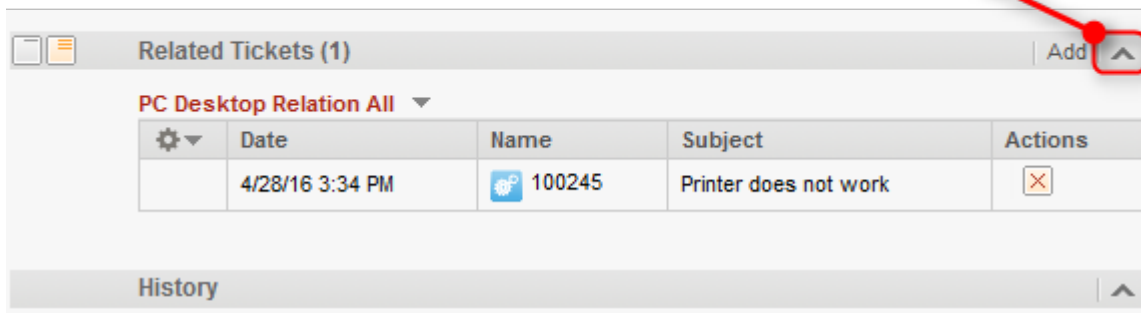 Related Tickets (1) Add
PC Desktop Relation All
Date Name Subject Actions
4/28/16 3:34 PM 100245 Printer does not work
History